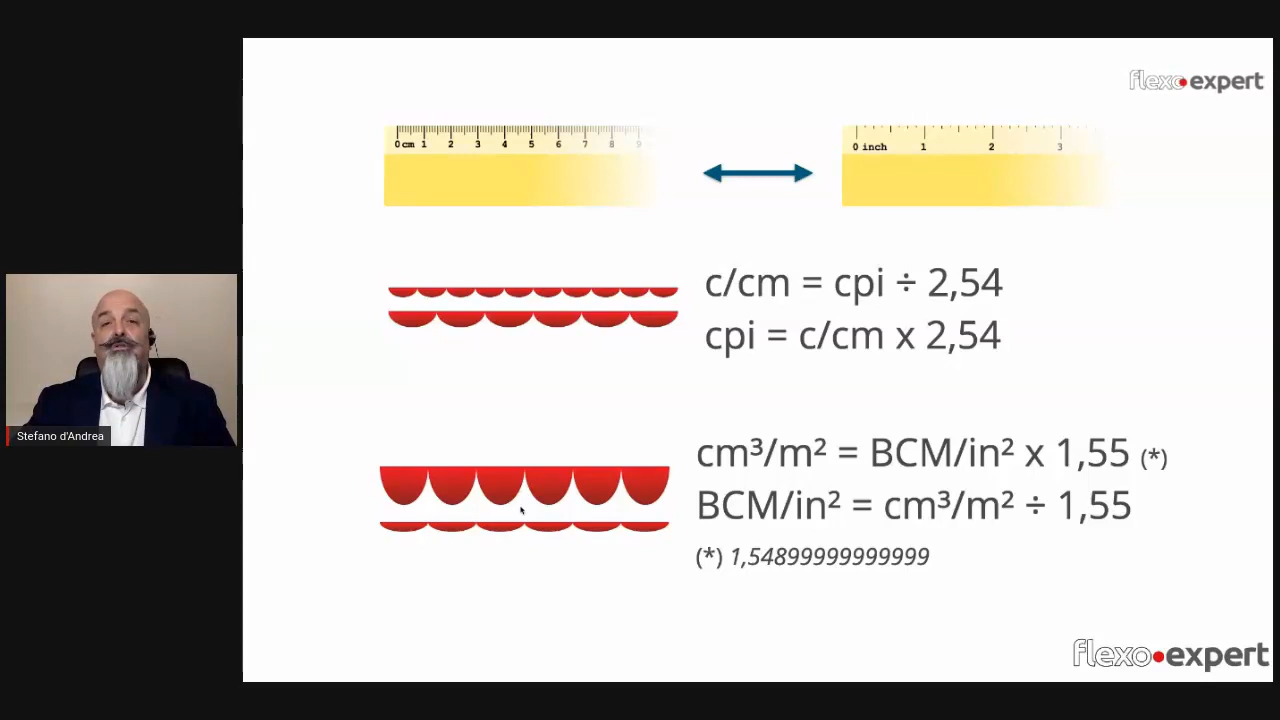 flexo•expert
0cm 1 2 3 4 5 6 7 8 9
0 inch 1 2 3
c/cm = cpi ÷ 2,54
cpi = c/cm x 2,54
cm³/m² = BCM/in² x 1,55 (*)
BCM/in² = cm³/m² ÷ 1,55
(*) 1,54899999999999
Stefano d'Andrea
flexo•expert